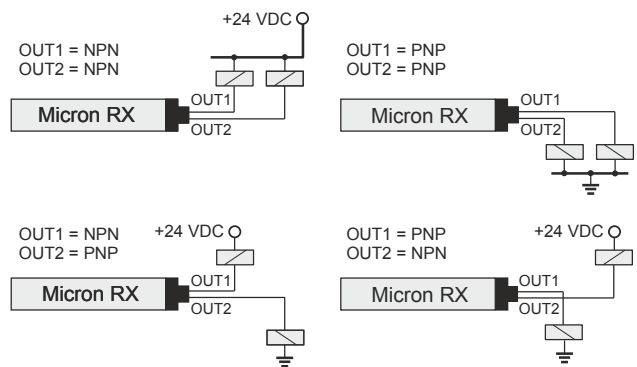 +24 VDC
OUT1 = NPN
OUT2 = NPN
OUT1
Micron RX
OUT2
OUT1 = PNP
OUT2 = PNP
OUT1
Micron RX
OUT2
OUT1 = NPN
+24 VDC
OUT2 = PNP
OUT1
Micron RX
OUT2
OUT1 = PNP
+24 VDC
OUT2 = NPN
OUT1
Micron RX
OUT2